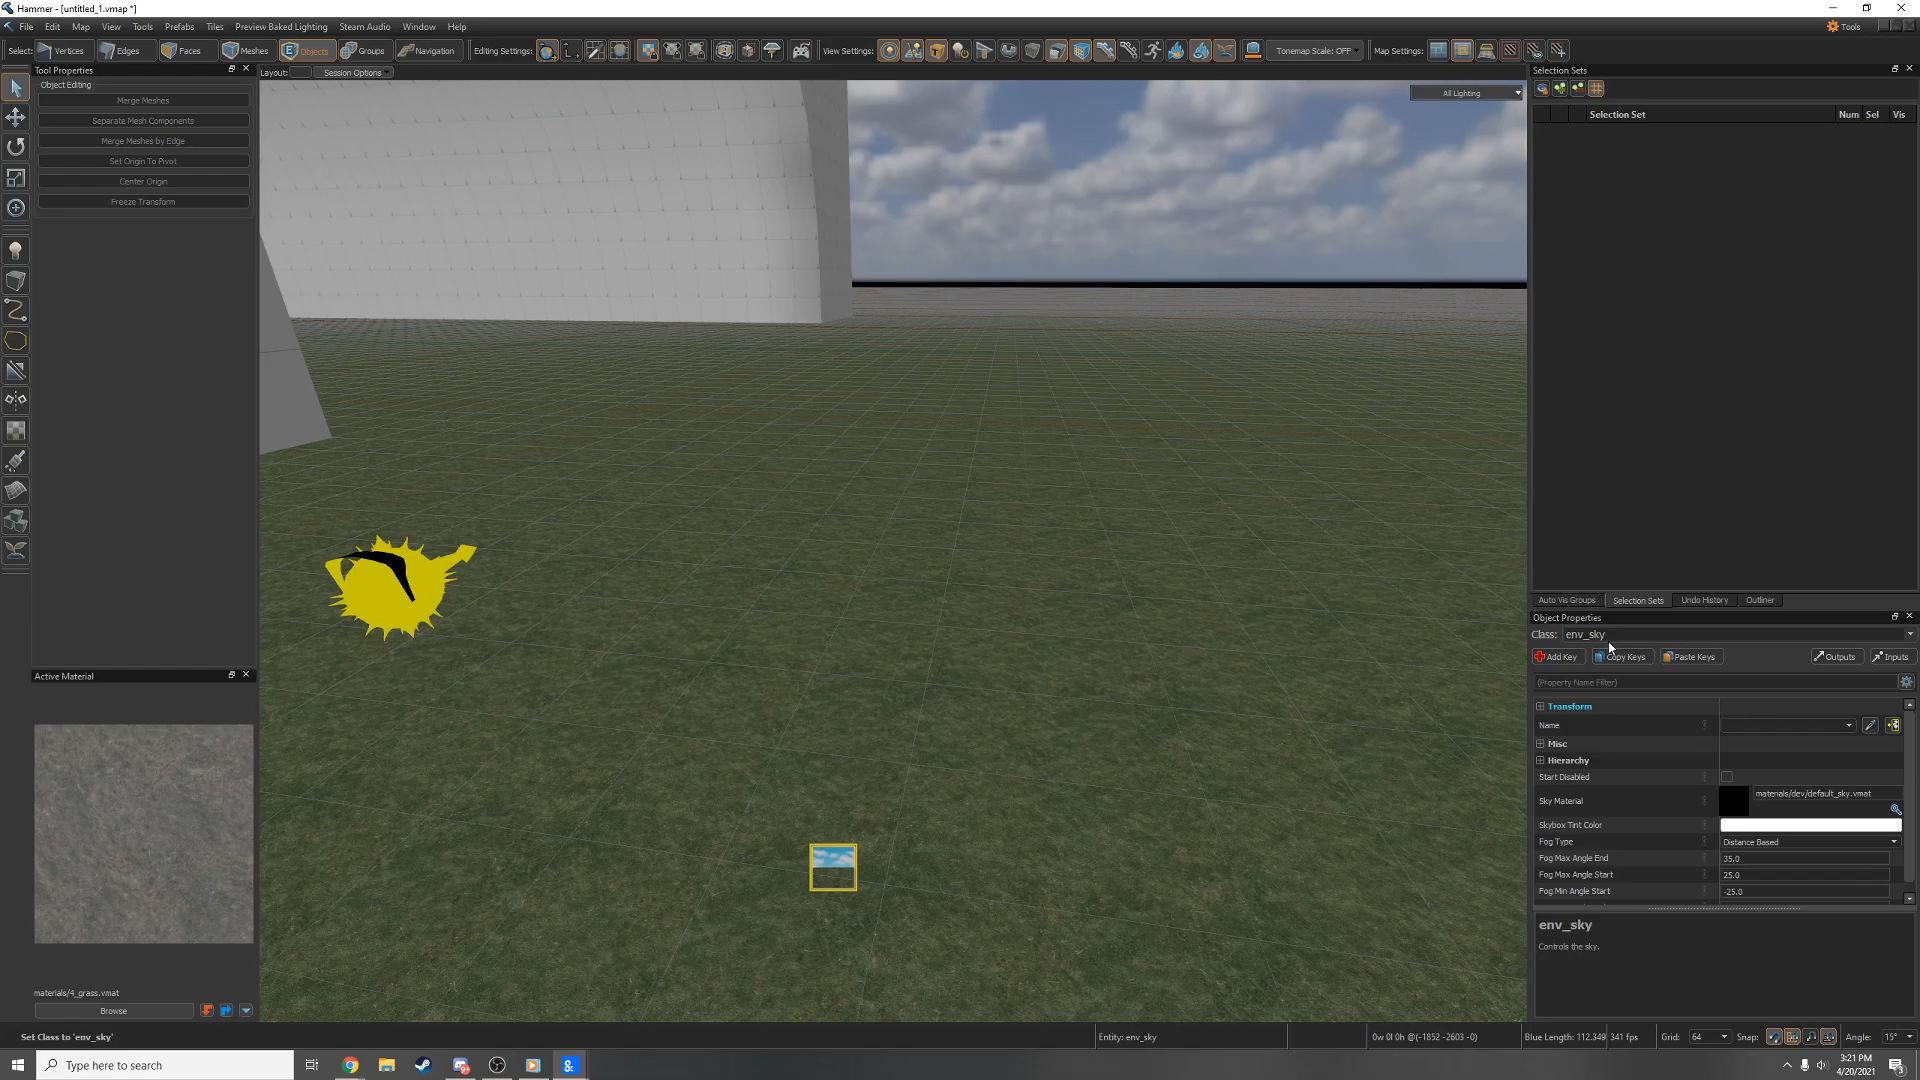 Hammer - [untitled_1.vmap *]
File Edit Map View Tools Prefabs Tiles Preview Baked Lighting Steam Audio Window Help
Tools
Select: Vertices Edges Faces Meshes Objects Groups Navigation Editing Settings: View Settings: Tonemap Scale: OFF Map Settings:
Tool Properties
Layout: Session Options
Selection Sets
Object Editing
Merge Meshes
Separate Mesh Components
Merge Meshes by Edge
Set Origin To Pivot
Center Origin
Freeze Transform
All Lighting
Selection Set Num Sel Vis
Auto Vis Groups Selection Sets Undo History Outliner
Object Properties
Class: env_sky
Add Key Copy Keys Paste Keys Outputs Inputs
(Property Name Filter)
Transform
Name
Misc
Hierarchy
Start Disabled
Sky Material materials/dev/default_sky.vmat
Skybox Tint Color
Fog Type Distance Based
Fog Max Angle End 35.0
Fog Max Angle Start 25.0
Fog Min Angle Start -25.0
env_sky
Controls the sky.
Active Material
materials/4_grass.vmat
Browse
Set Class to 'env_sky'
Entity: env_sky
0w 0l 0h @(-1852 -2603 -0)
Blue Length: 112.349 341 fps
Grid: 64 Snap: Angle: 15°
Type here to search
3:21 PM
4/20/2021